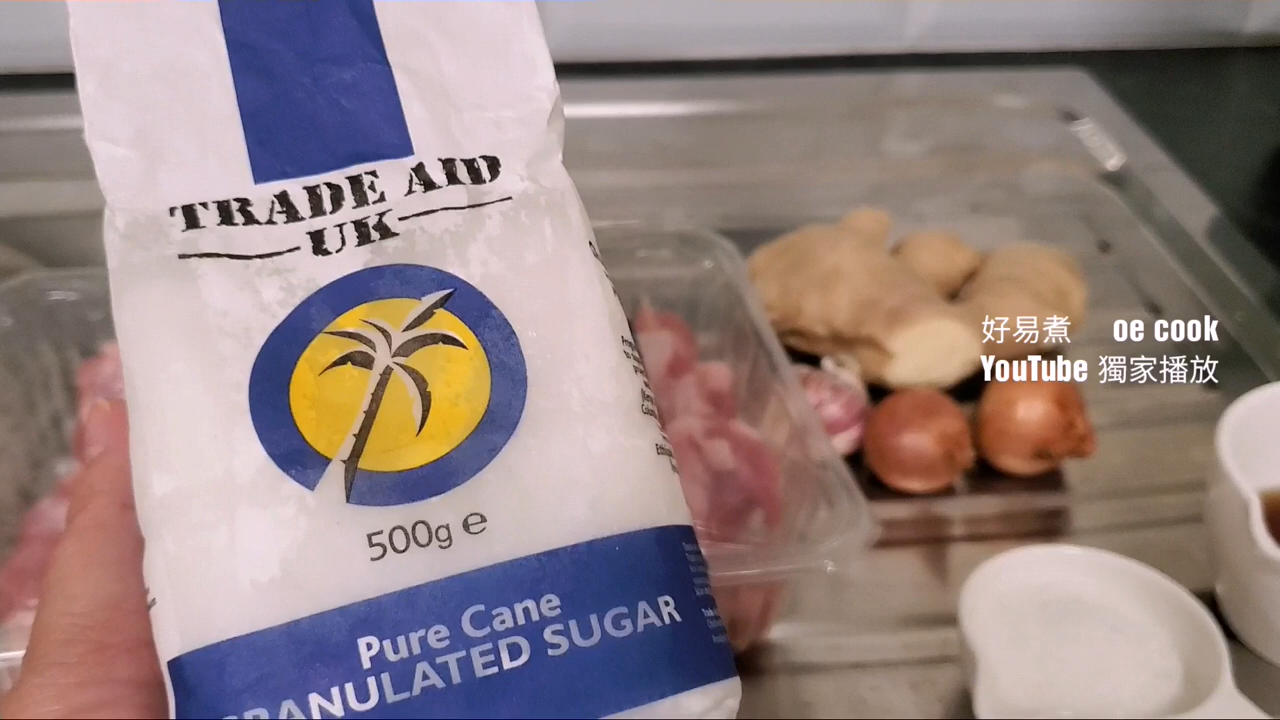 TRADE AID
UK
500g ℮
Pure Cane
GRANULATED SUGAR
好易煮 oe cook
YouTube 獨家播放